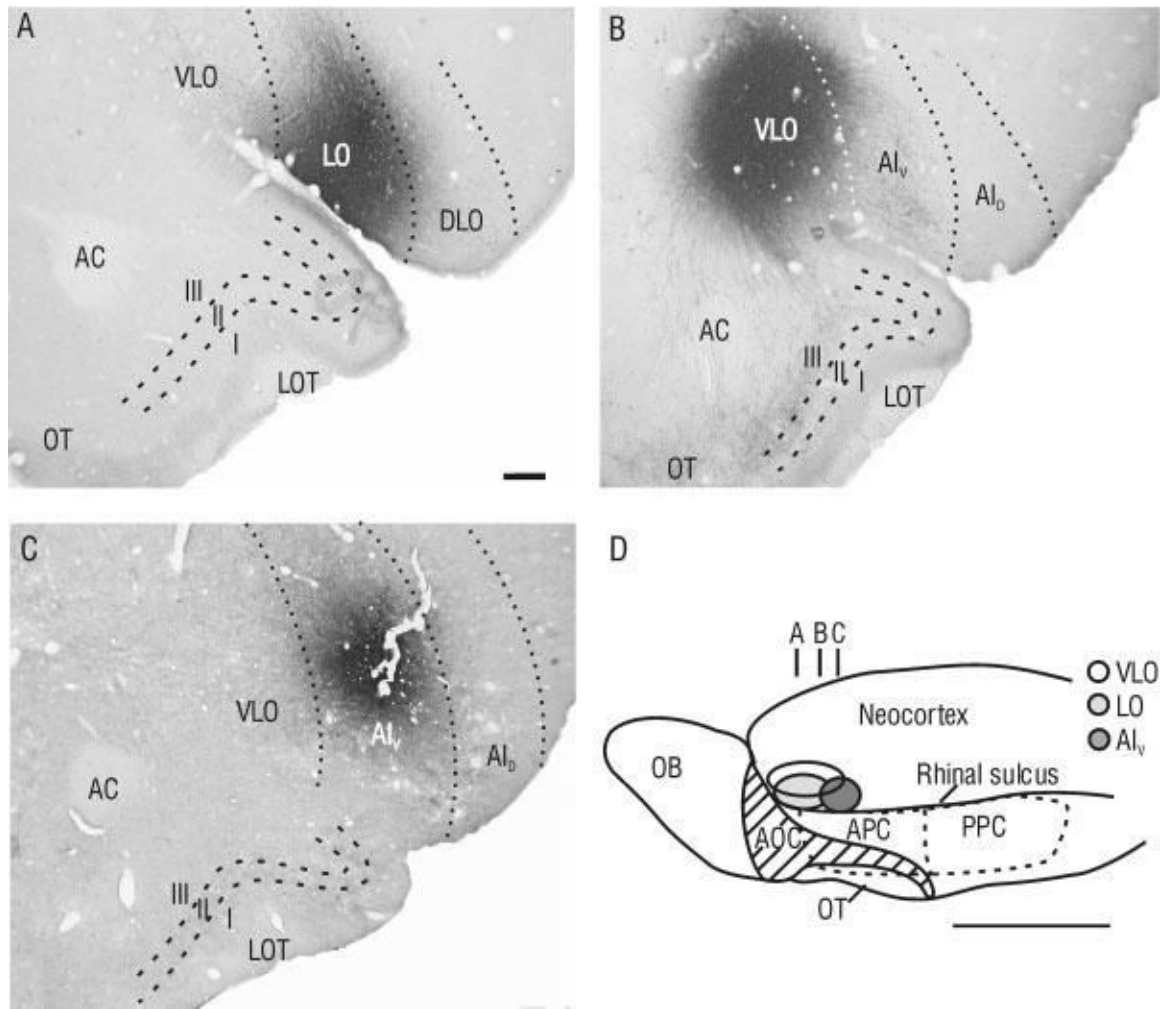 A
VLO
LO
DLO
AC
III
II
I
LOT
OT
B
VLO
AIV
AID
AC
III
II
I
LOT
OT
C
VLO
AIV
AID
AC
III
II
I
LOT
D
A B C
VLO
LO
AIV
Neocortex
OB
Rhinal sulcus
AOC
APC
PPC
OT